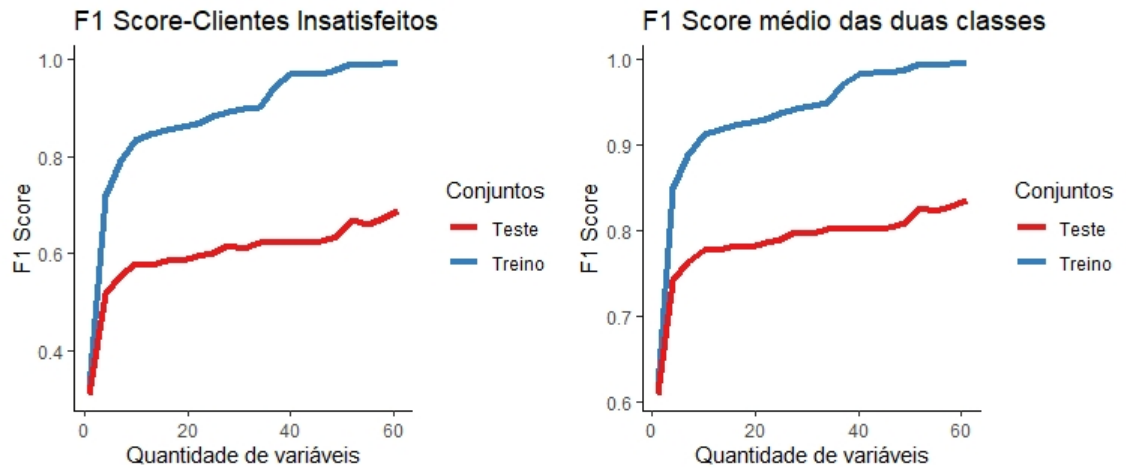 F1 Score-Clientes Insatisfeitos
1.0
0.8
0.6
0.4
F1 Score
0 20 40 60
Quantidade de variáveis
Conjuntos
Teste
Treino
F1 Score médio das duas classes
1.0
0.9
0.8
0.7
0.6
F1 Score
0 20 40 60
Quantidade de variáveis
Conjuntos
Teste
Treino